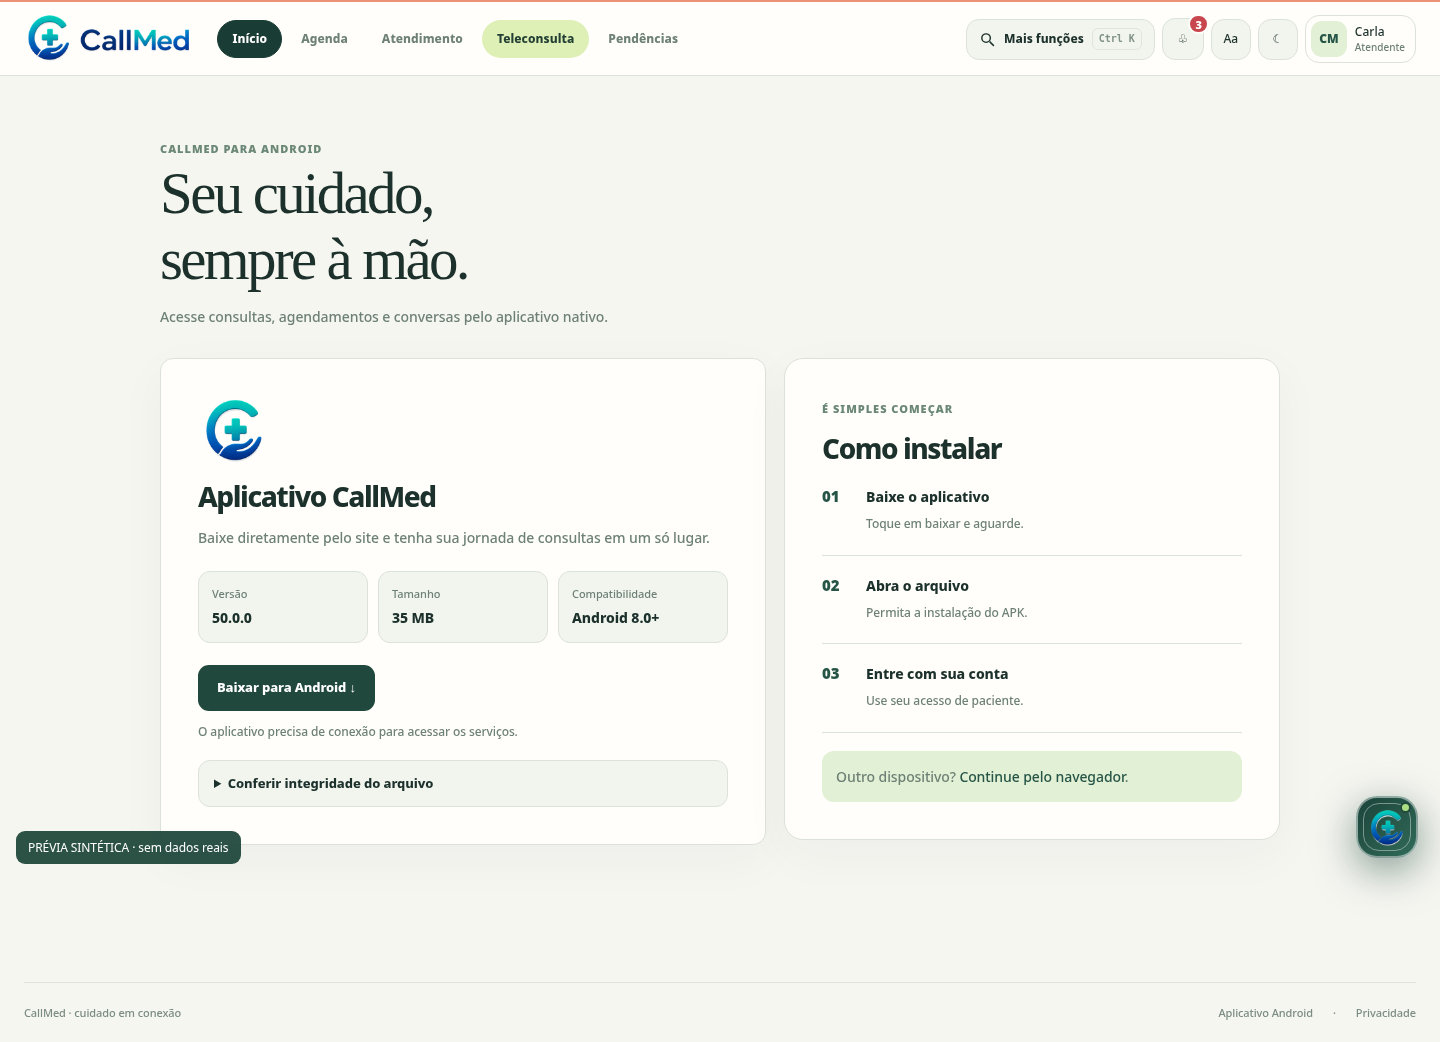 CallMed
Início
Agenda
Atendimento
Teleconsulta
Pendências
Mais funções
Ctrl K
3
Aa
CM
Carla
Atendente
CALLMED PARA ANDROID
Seu cuidado,
sempre à mão.
Acesse consultas, agendamentos e conversas pelo aplicativo nativo.
Aplicativo CallMed
Baixe diretamente pelo site e tenha sua jornada de consultas em um só lugar.
Versão
50.0.0
Tamanho
35 MB
Compatibilidade
Android 8.0+
Baixar para Android ↓
O aplicativo precisa de conexão para acessar os serviços.
Conferir integridade do arquivo
É SIMPLES COMEÇAR
Como instalar
01
Baixe o aplicativo
Toque em baixar e aguarde.
02
Abra o arquivo
Permita a instalação do APK.
03
Entre com sua conta
Use seu acesso de paciente.
Outro dispositivo? Continue pelo navegador.
PRÉVIA SINTÉTICA · sem dados reais
CallMed · cuidado em conexão
Aplicativo Android · Privacidade